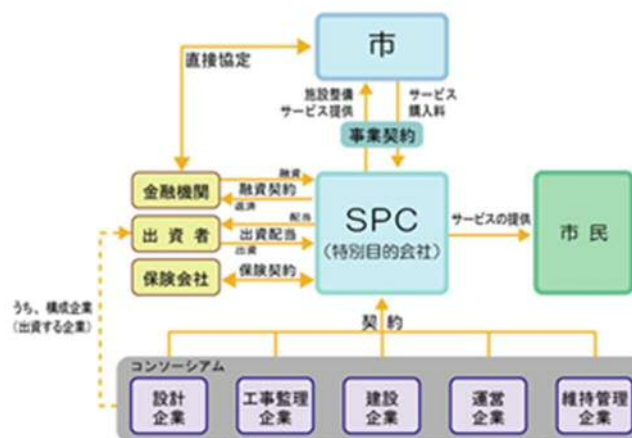 市
直接協定
施設整備
サービス提供
サービス
購入料
事業契約
金融機関
融資
融資契約
返済
出資者
配当
出資配当
出資
保険会社
保険契約
SPC
(特別目的会社)
サービスの提供
市民
うち、構成企業
(出資する企業)
契約
コンソーシアム
設計
企業
工事監理
企業
建設
企業
運営
企業
維持管理
企業